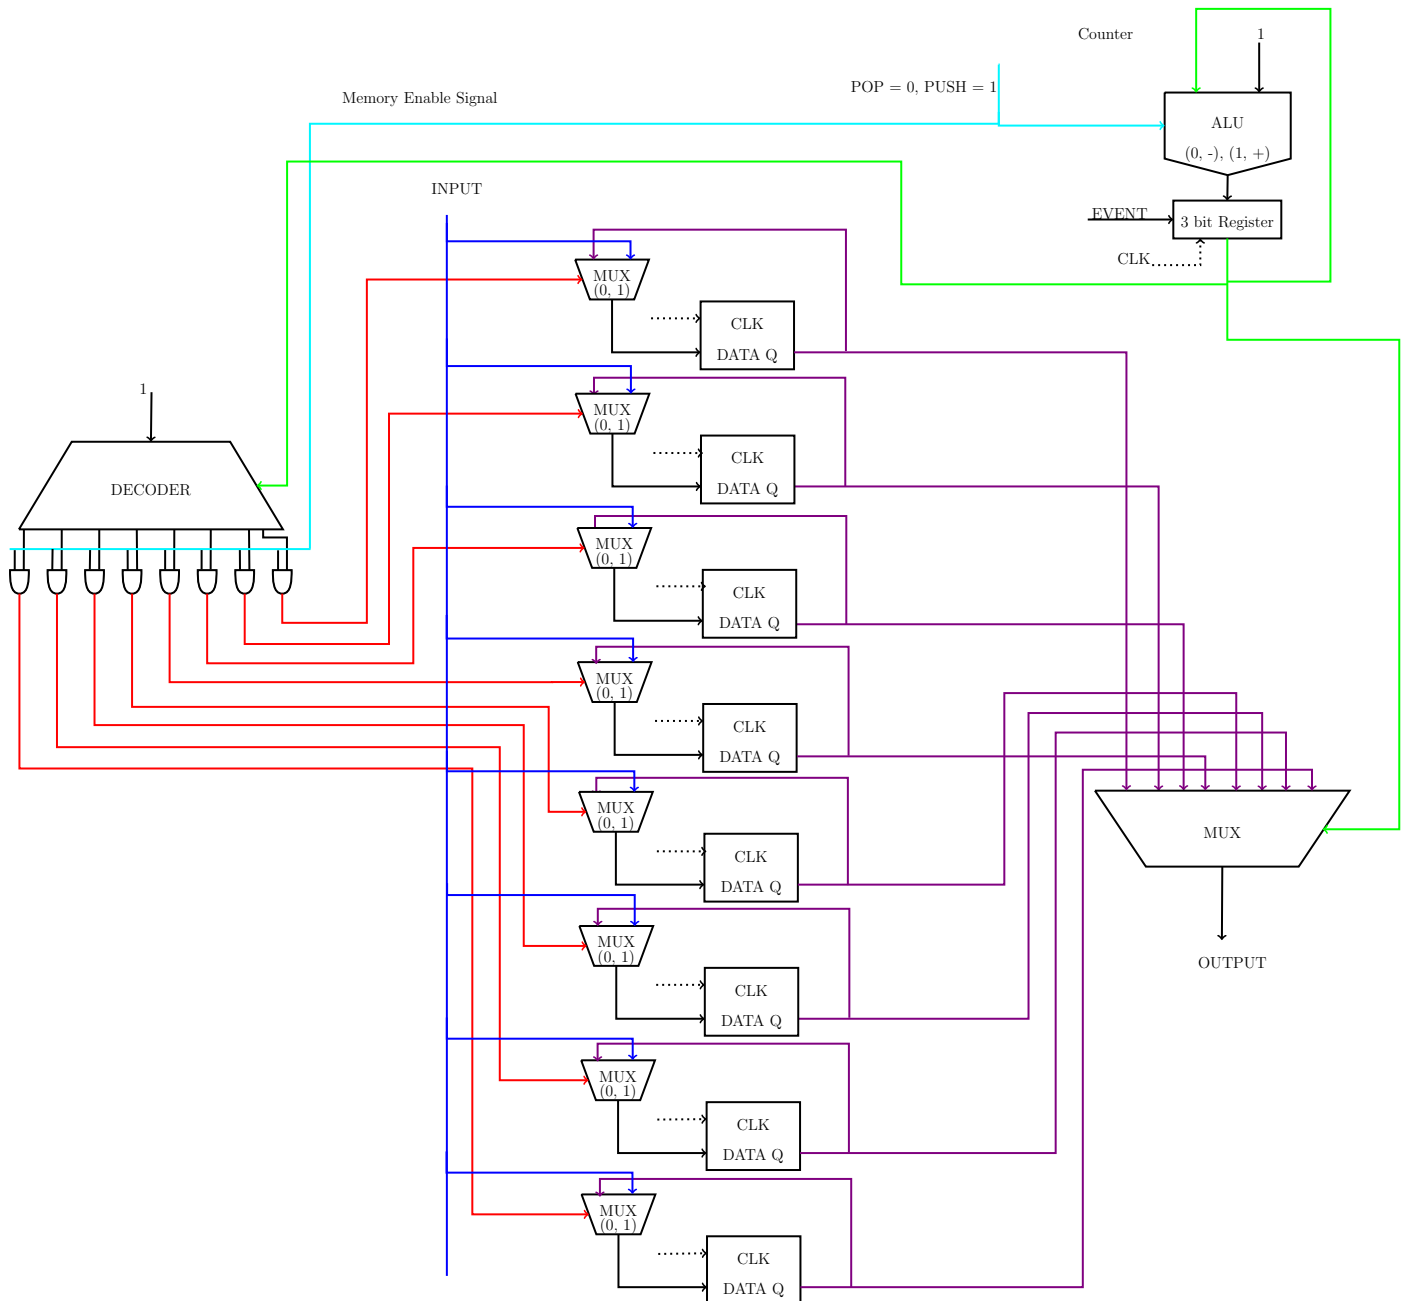 Counter
1
POP = 0, PUSH = 1
Memory Enable Signal
ALU
(0, -), (1, +)
INPUT
EVENT
3 bit Register
CLK
MUX
(0, 1)
CLK
DATA Q
1
MUX
(0, 1)
CLK
DATA Q
DECODER
MUX
(0, 1)
CLK
DATA Q
MUX
(0, 1)
CLK
DATA Q
MUX
(0, 1)
MUX
CLK
DATA Q
MUX
(0, 1)
OUTPUT
CLK
DATA Q
MUX
(0, 1)
CLK
DATA Q
MUX
(0, 1)
CLK
DATA Q